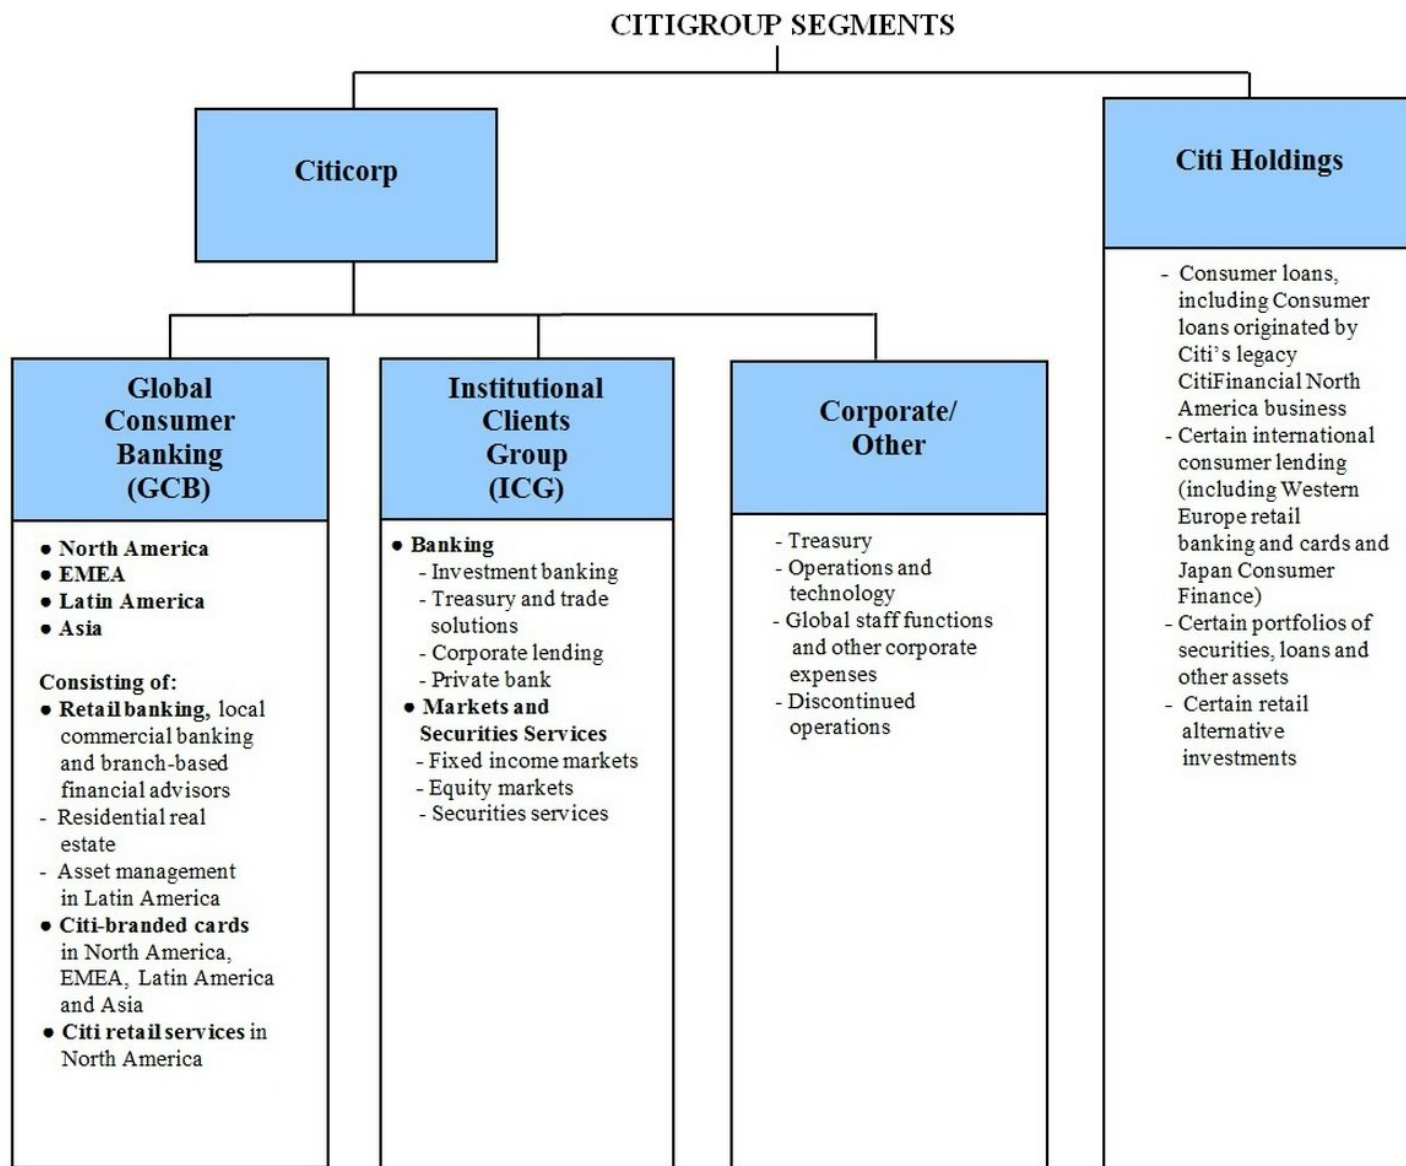 CITIGROUP SEGMENTS
Citicorp
Citi Holdings
- Consumer loans,
including Consumer
loans originated by
Citi's legacy
CitiFinancial North
America business
- Certain international
consumer lending
(including Western
Europe retail
banking and cards and
Japan Consumer
Finance)
- Certain portfolios of
securities, loans and
other assets
- Certain retail
alternative
investments
Global
Consumer
Banking
(GCB)
● North America
● EMEA
● Latin America
● Asia
Consisting of:
● Retail banking, local
commercial banking
and branch-based
financial advisors
- Residential real
estate
- Asset management
in Latin America
● Citi-branded cards
in North America,
EMEA, Latin America
and Asia
● Citi retail services in
North America
Institutional
Clients
Group
(ICG)
● Banking
- Investment banking
- Treasury and trade
solutions
- Corporate lending
- Private bank
● Markets and
Securities Services
- Fixed income markets
- Equity markets
- Securities services
Corporate/
Other
- Treasury
- Operations and
technology
- Global staff functions
and other corporate
expenses
- Discontinued
operations